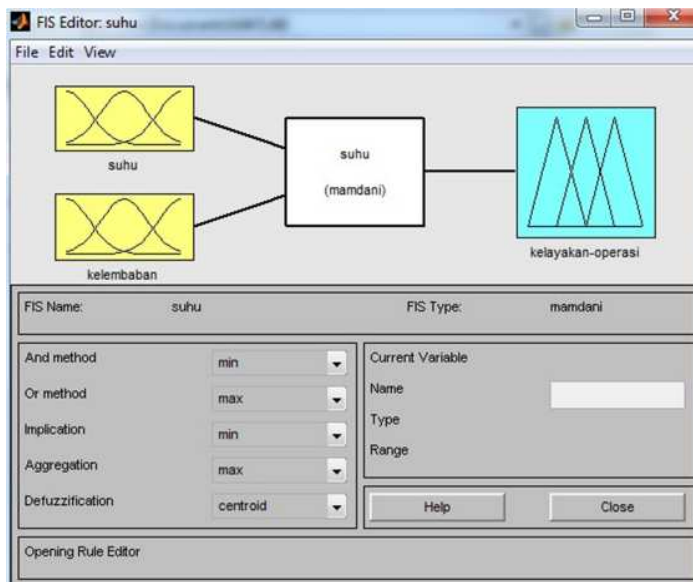 FIS Editor: suhu
File Edit View
suhu
kelembaban
suhu
(mamdani)
kelayakan-operasi
FIS Name: suhu FIS Type: mamdani
And method min
Or method max
Implication min
Aggregation max
Defuzzification centroid
Current Variable
Name
Type
Range
Help Close
Opening Rule Editor